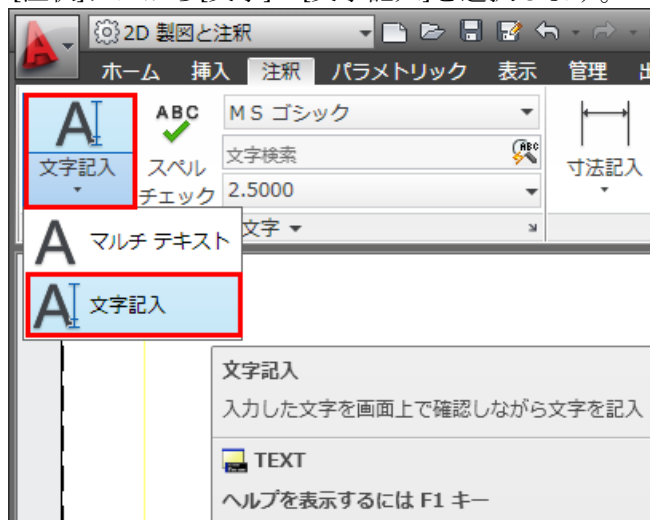 2D 製図と注釈
ホーム 挿入 注釈 パラメトリック 表示 管理
文字記入
ABC
スペル
チェック
MS ゴシック
文字検索
ABC
2.5000
文字
寸法記入
マルチ テキスト
文字記入
文字記入
入力した文字を画面上で確認しながら文字を記入
TEXT
ヘルプを表示するには F1 キー